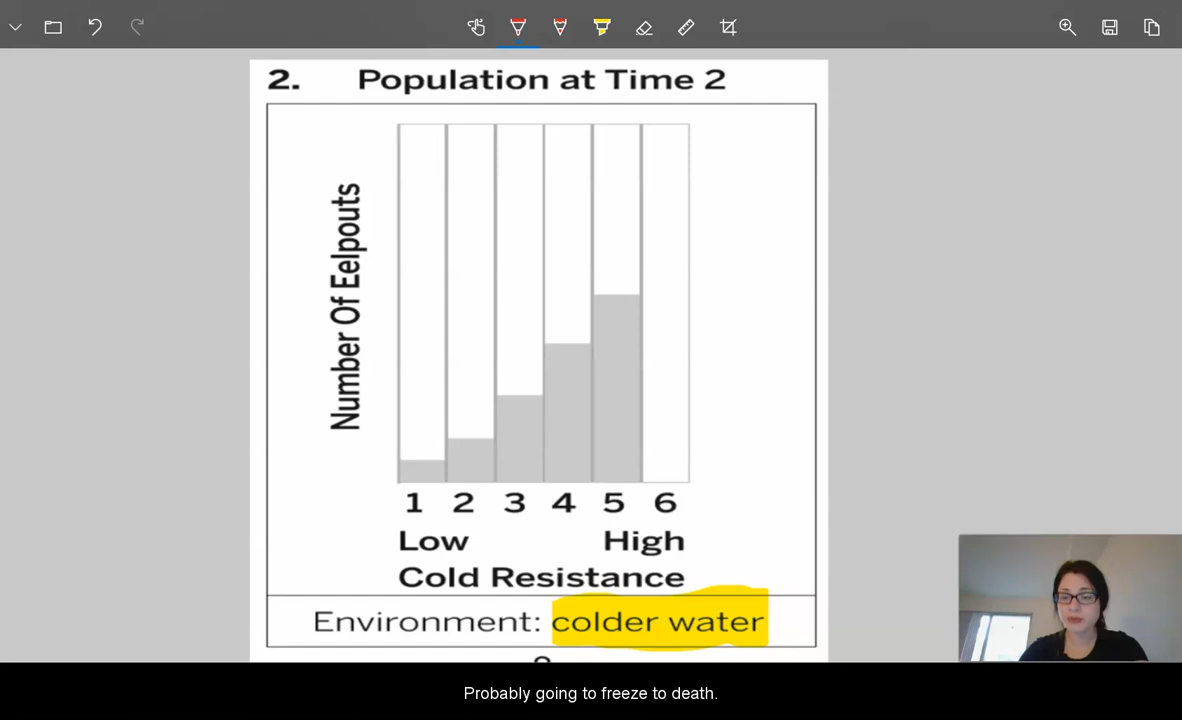 2. Population at Time 2
Number Of Eelpouts
1 2 3 4 5 6
Low High
Cold Resistance
Environment: colder water
Probably going to freeze to death.